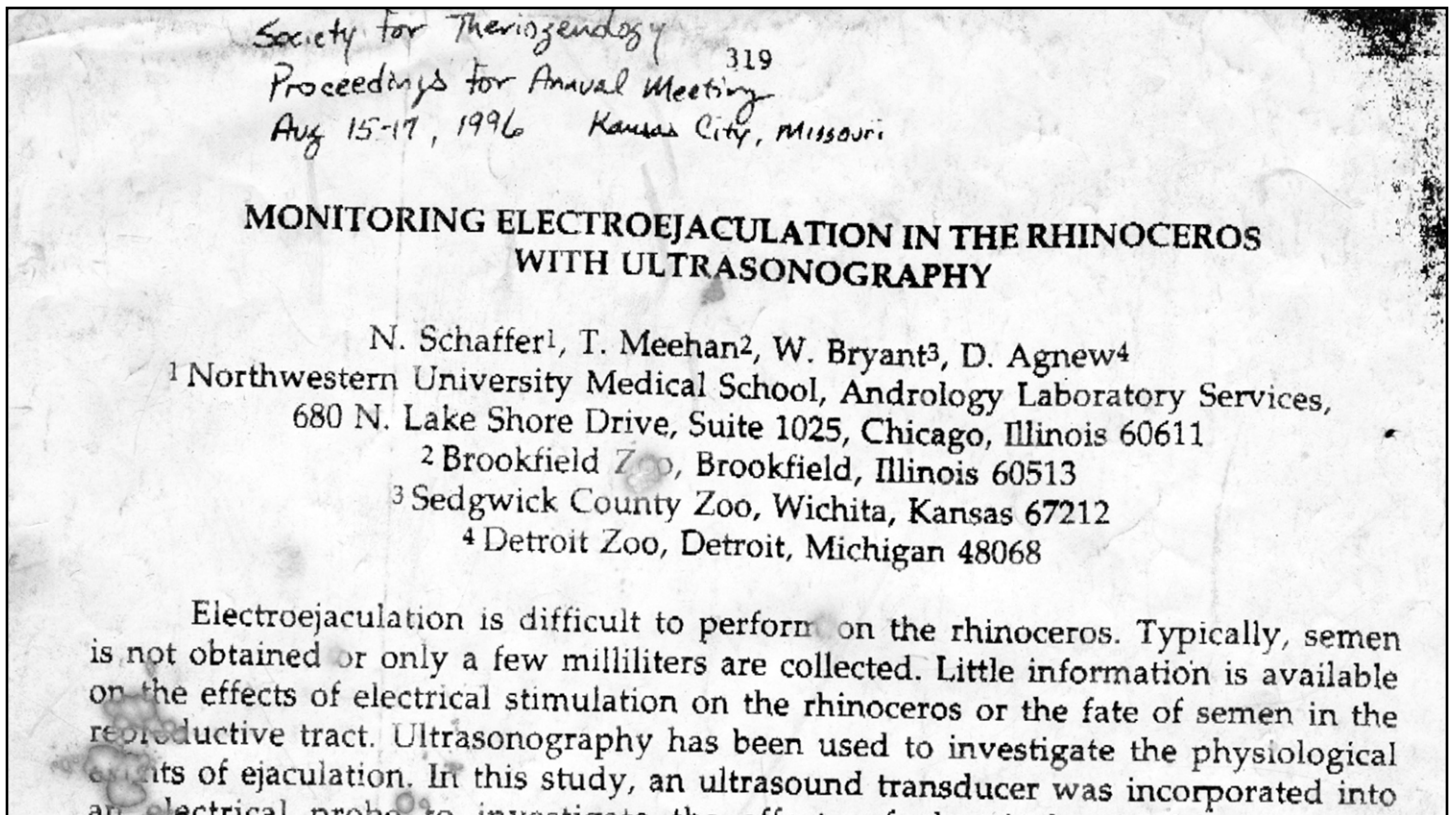 Society for Theriogenology
319
Proceedings for Annual Meeting
Aug 15-17, 1996 Kansas City, Missouri
MONITORING ELECTROEJACULATION IN THE RHINOCEROS
WITH ULTRASONOGRAPHY
N. Schaffer1, T. Meehan2, W. Bryant3, D. Agnew4
1 Northwestern University Medical School, Andrology Laboratory Services,
680 N. Lake Shore Drive, Suite 1025, Chicago, Illinois 60611
2 Brookfield Zoo, Brookfield, Illinois 60513
3 Sedgwick County Zoo, Wichita, Kansas 67212
4 Detroit Zoo, Detroit, Michigan 48068
Electroejaculation is difficult to perform on the rhinoceros. Typically, semen
is not obtained or only a few milliliters are collected. Little information is available
on the effects of electrical stimulation on the rhinoceros or the fate of semen in the
reproductive tract. Ultrasonography has been used to investigate the physiological
events of ejaculation. In this study, an ultrasound transducer was incorporated into
an electrical probe to investigate the